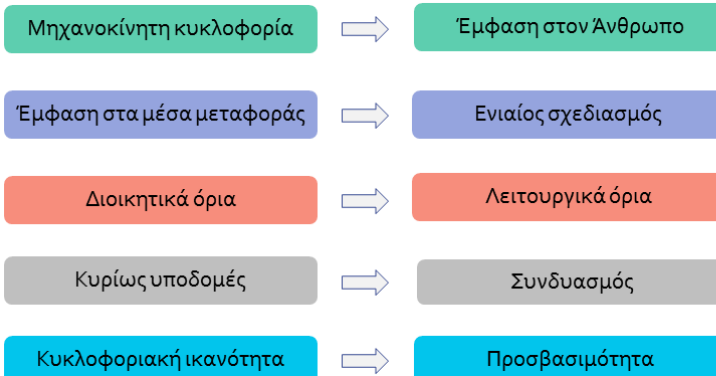 Μηχανοκίνητη κυκλοφορία
Έμφαση στον Άνθρωπο
Έμφαση στα μέσα μεταφοράς
Ενιαίος σχεδιασμός
Διοικητικά όρια
Λειτουργικά όρια
Κυρίως υποδομές
Συνδυασμός
Κυκλοφοριακή ικανότητα
Προσβασιμότητα